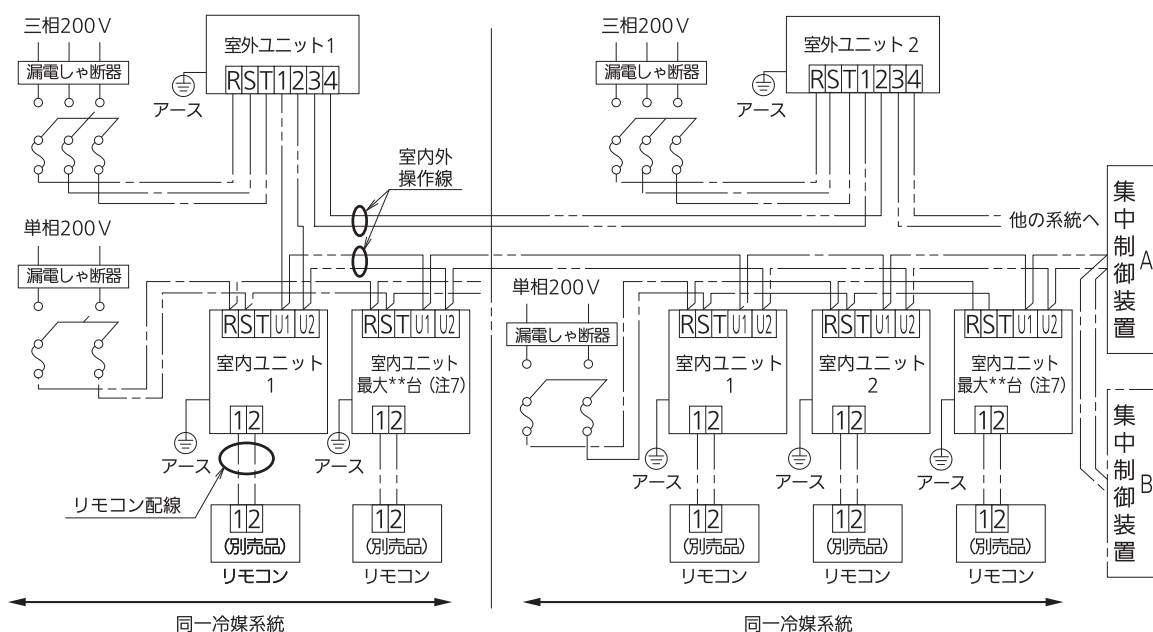 三相200V
漏電しゃ断器
アース
室外ユニット1
RST1234
室内外
操作線
単相200V
漏電しゃ断器
RSTU1U2
室内ユニット
1
12
アース
RSTU1U2
室内ユニット
最大**台(注7)
12
アース
リモコン配線
12
(別売品)
リモコン
12
(別売品)
リモコン
同一冷媒系統
三相200V
漏電しゃ断器
アース
室外ユニット2
RST1234
他の系統へ
単相200V
漏電しゃ断器
RSTU1U2
室内ユニット
1
12
アース
RSTU1U2
室内ユニット
2
12
アース
RSTU1U2
室内ユニット
最大**台(注7)
12
アース
12
(別売品)
リモコン
12
(別売品)
リモコン
12
(別売品)
リモコン
同一冷媒系統
集中制御装置
A
集中制御装置
B